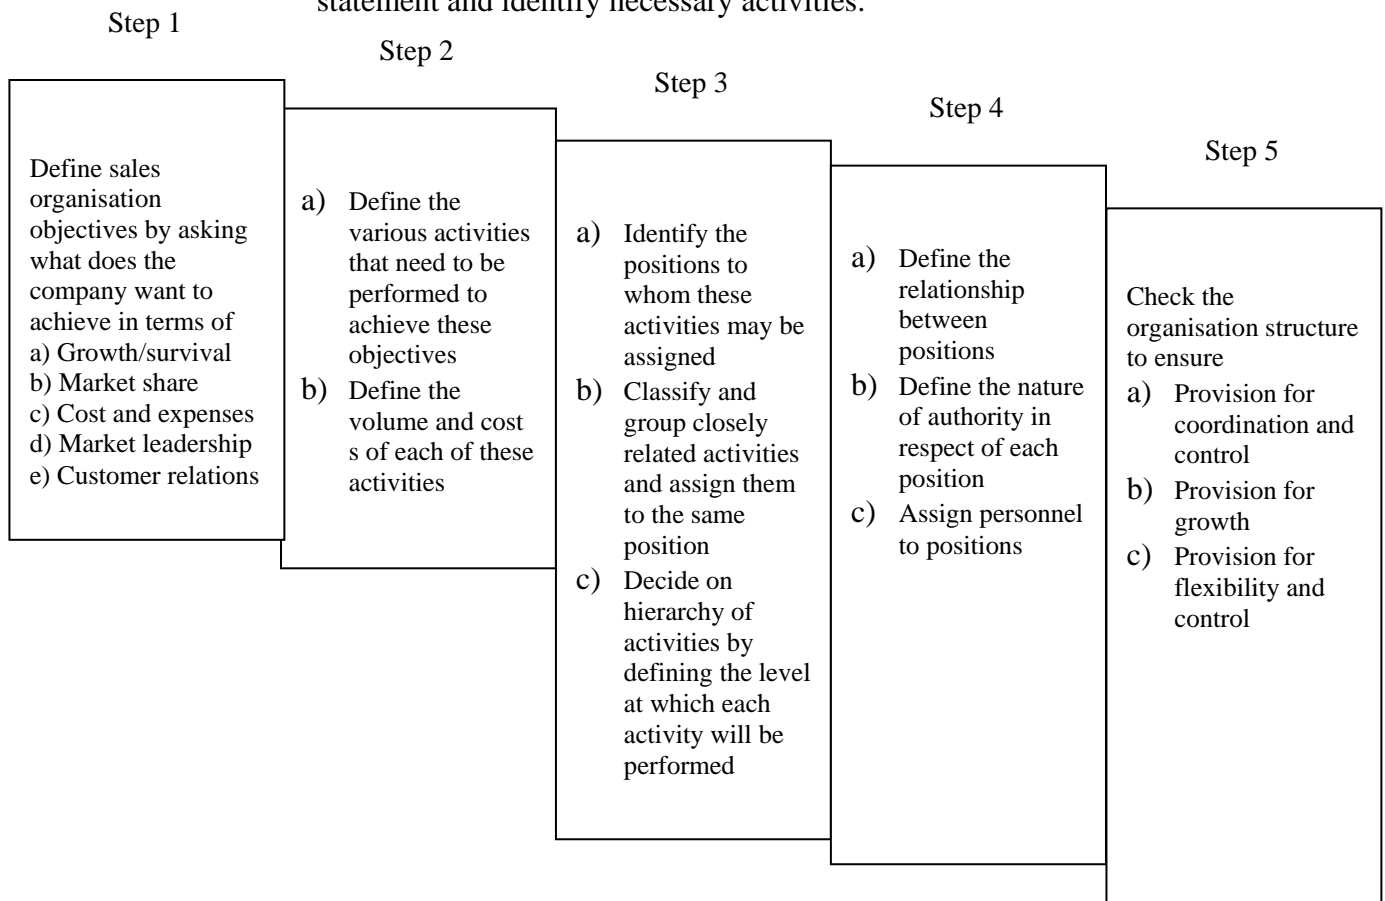 statement and identify necessary activities.
Step 1
Step 2
Step 3
Step 4
Step 5
Define sales
organisation
objectives by asking
what does the
company want to
achieve in terms of
a) Growth/survival
b) Market share
c) Cost and expenses
d) Market leadership
e) Customer relations
a) Define the
various activities
that need to be
performed to
achieve these
objectives
b) Define the
volume and cost
s of each of these
activities
a) Identify the
positions to
whom these
activities may be
assigned
b) Classify and
group closely
related activities
and assign them
to the same
position
c) Decide on
hierarchy of
activities by
defining the level
at which each
activity will be
performed
a) Define the
relationship
between
positions
b) Define the nature
of authority in
respect of each
position
c) Assign personnel
to positions
Check the
organisation structure
to ensure
a) Provision for
coordination and
control
b) Provision for
growth
c) Provision for
flexibility and
control